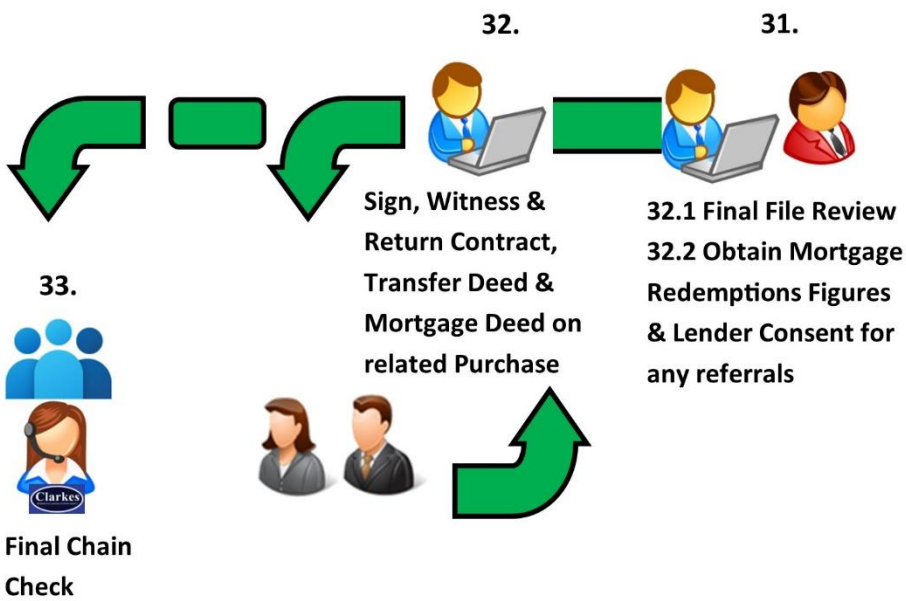 32.
31.
Sign, Witness &
Return Contract,
Transfer Deed &
Mortgage Deed on
related Purchase
32.1 Final File Review
32.2 Obtain Mortgage
Redemptions Figures
& Lender Consent for
any referrals
33.
Clarkes
Final Chain
Check